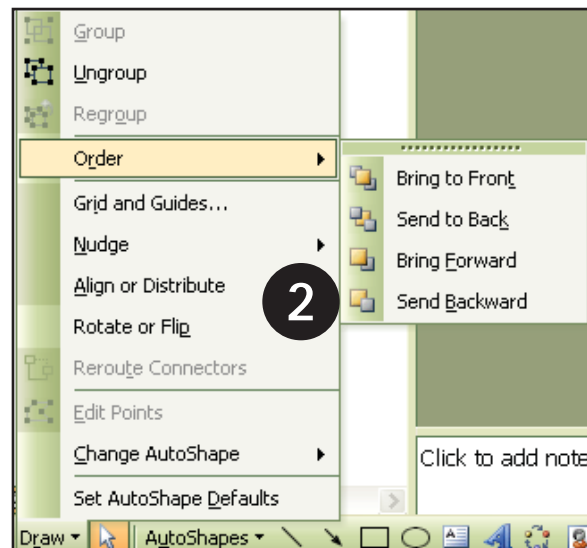 Group
Ungroup
Regroup
Order
Grid and Guides...
Nudge
Align or Distribute
Rotate or Flip
Reroute Connectors
Edit Points
Change AutoShape
Set AutoShape Defaults
Bring to Front
Send to Back
Bring Forward
Send Backward
2
Click to add note
Draw AutoShapes